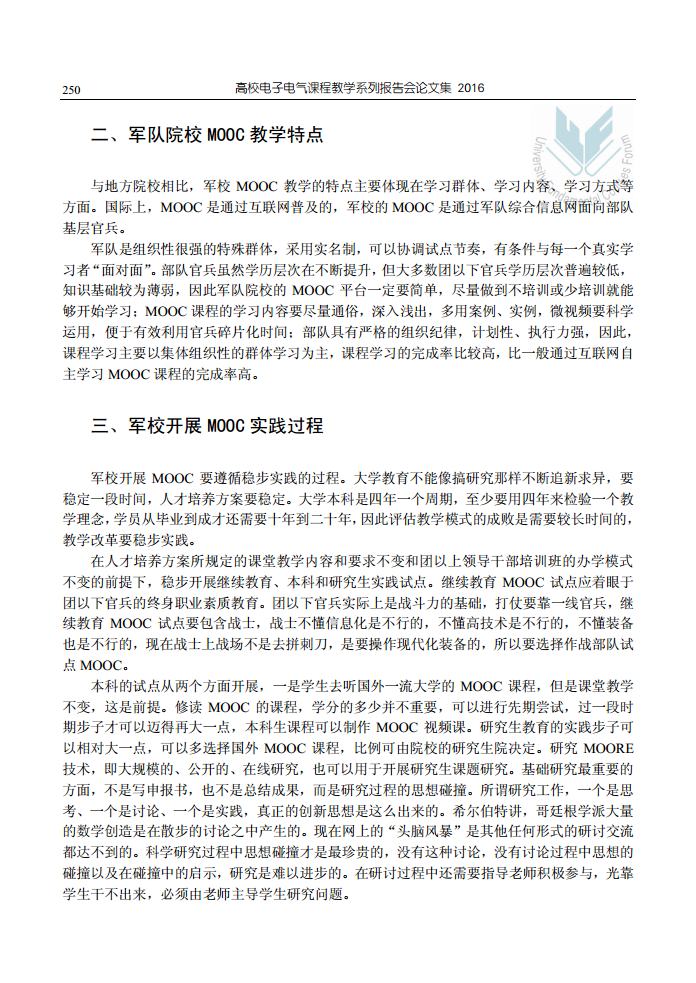 250
高校电子电气课程教学系列报告会论文集 2016
University Fundamental Courses Forum
二、军队院校 MOOC 教学特点
与地方院校相比，军校 MOOC 教学的特点主要体现在学习群体、学习内容、学习方式等
方面。国际上，MOOC 是通过互联网普及的，军校的 MOOC 是通过军队综合信息网面向部队
基层官兵。
军队是组织性很强的特殊群体，采用实名制，可以协调试点节奏，有条件与每一个真实学
习者“面对面”。部队官兵虽然学历层次在不断提升，但大多数团以下官兵学历层次普遍较低，
知识基础较为薄弱，因此军队院校的 MOOC 平台一定要简单，尽量做到不培训或少培训就能
够开始学习；MOOC 课程的学习内容要尽量通俗，深入浅出，多用案例、实例，微视频要科学
运用，便于有效利用官兵碎片化时间；部队具有严格的组织纪律，计划性、执行力强，因此，
课程学习主要以集体组织性的群体学习为主，课程学习的完成率比较高，比一般通过互联网自
主学习 MOOC 课程的完成率高。
三、军校开展 MOOC 实践过程
军校开展 MOOC 要遵循稳步实践的过程。大学教育不能像搞研究那样不断追新求异，要
稳定一段时间，人才培养方案要稳定。大学本科是四年一个周期，至少要用四年来检验一个教
学理念，学员从毕业到成才还需要十年到二十年，因此评估教学模式的成败是需要较长时间的，
教学改革要稳步实践。
在人才培养方案所规定的课堂教学内容和要求不变和团以上领导干部培训班的办学模式
不变的前提下，稳步开展继续教育、本科和研究生实践试点。继续教育 MOOC 试点应着眼于
团以下官兵的终身职业素质教育。团以下官兵实际上是战斗力的基础，打仗要靠一线官兵，继
续教育 MOOC 试点要包含战士，战士不懂信息化是不行的，不懂高技术是不行的，不懂装备
也是不行的，现在战士上战场不是去拼刺刀，是要操作现代化装备的，所以要选择作战部队试
点 MOOC。
本科的试点从两个方面开展，一是学生去听国外一流大学的 MOOC 课程，但是课堂教学
不变，这是前提。修读 MOOC 的课程，学分的多少并不重要，可以进行先期尝试，过一段时
期步子才可以迈得再大一点，本科生课程可以制作 MOOC 视频课。研究生教育的实践步子可
以相对大一点，可以多选择国外 MOOC 课程，比例可由院校的研究生院决定。研究 MOORE
技术，即大规模的、公开的、在线研究，也可以用于开展研究生课题研究。基础研究最重要的
方面，不是写申报书，也不是总结成果，而是研究过程的思想碰撞。所谓研究工作，一个是思
考、一个是讨论、一个是实践，真正的创新思想是这么出来的。希尔伯特讲，哥廷根学派大量
的数学创造是在散步的讨论之中产生的。现在网上的“头脑风暴”是其他任何形式的研讨交流
都达不到的。科学研究过程中思想碰撞才是最珍贵的，没有这种讨论，没有讨论过程中思想的
碰撞以及在碰撞中的启示，研究是难以进步的。在研讨过程中还需要指导老师积极参与，光靠
学生干不出来，必须由老师主导学生研究问题。